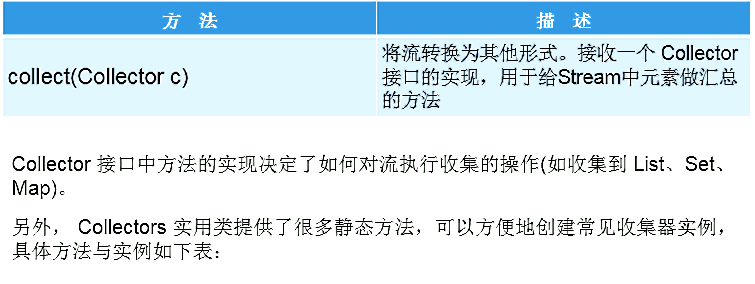 方 法
描 述
collect(Collector c)
将流转换为其他形式。接收一个 Collector
接口的实现，用于给Stream中元素做汇总
的方法
Collector 接口中方法的实现决定了如何对流执行收集的操作(如收集到 List、Set、
Map)。
另外， Collectors 实用类提供了很多静态方法，可以方便地创建常见收集器实例，
具体方法与实例如下表：